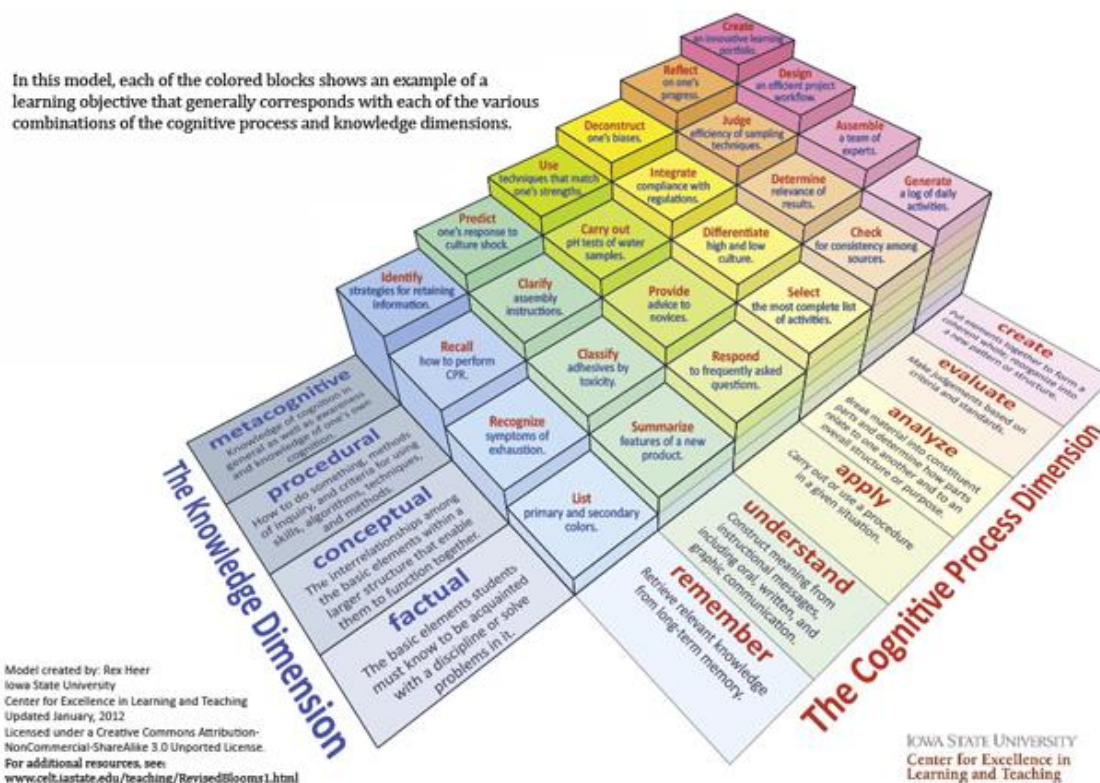 In this model, each of the colored blocks shows an example of a
learning objective that generally corresponds with each of the various
combinations of the cognitive process and knowledge dimensions.
Create
an innovative learning
portfolio.
Reflect
on one's
progress.
Design
an efficient project
workflow.
Deconstruct
one's biases.
Judge
efficiency of sampling
techniques.
Assemble
a team of
experts.
Use
techniques that match
one's strengths.
Integrate
compliance with
regulations.
Determine
relevance of
results.
Generate
a log of daily
activities.
Predict
one's response to
culture shock.
Carry out
pH tests of water
samples.
Differentiate
high and low
culture.
Check
for consistency among
sources.
Identify
strategies for retaining
information.
Clarify
assembly
instructions.
Provide
advice to
novices.
Select
the most complete list
of activities.
Recall
how to perform
CPR.
Classify
adhesives by
toxicity.
Respond
to frequently asked
questions.
Recognize
symptoms of
exhaustion.
Summarize
features of a new
product.
List
primary and secondary
colors.
The Knowledge Dimension
metacognitive
Knowledge of cognition in
general as well as awareness
and knowledge of one's own
cognition.
procedural
How to do something, methods
of inquiry, and criteria for using
skills, algorithms, techniques,
and methods.
conceptual
The interrelationships among
the basic elements within a
larger structure that enable
them to function together.
factual
The basic elements students
must know to be acquainted
with a discipline or solve
problems in it.
The Cognitive Process Dimension
create
Put elements together to form a
coherent whole; reorganize into
a new pattern or structure.
evaluate
Make judgements based on
criteria and standards.
analyze
Break material into constituent
parts and determine how parts
relate to one another and to an
overall structure or purpose.
apply
Carry out or use a procedure
in a given situation.
understand
Construct meaning from
instructional messages,
including oral, written, and
graphic communication.
remember
Retrieve relevant knowledge
from long-term memory.
Model created by: Rex Heer
Iowa State University
Center for Excellence in Learning and Teaching
Updated January, 2012
Licensed under a Creative Commons Attribution-
NonCommercial-ShareAlike 3.0 Unported License.
For additional resources, see:
www.celt.iastate.edu/teaching/RevisedBlooms1.html
IOWA STATE UNIVERSITY
Center for Excellence in
Learning and Teaching